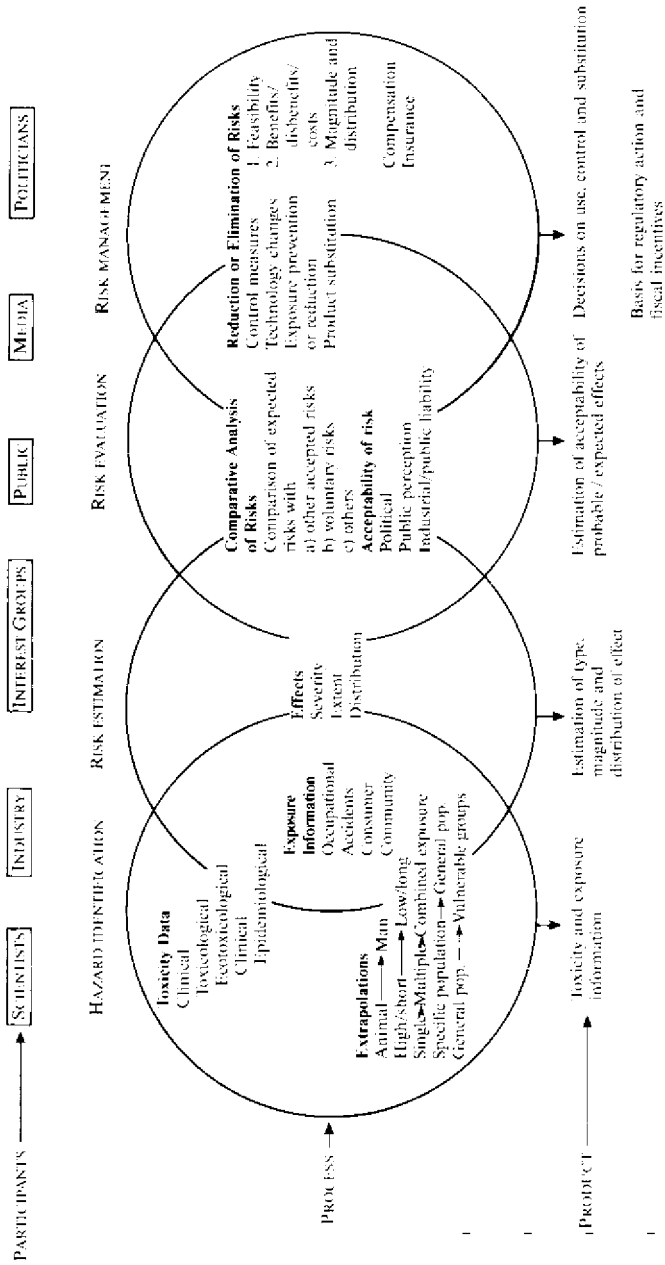 PARTICIPANTS
SCIENTISTS
INDUSTRY
INTEREST GROUPS
PUBLIC
MEDIA
POLITICIANS
HAZARD IDENTIFICATION
RISK ESTIMATION
RISK EVALUATION
RISK MANAGEMENT
PROCESS
Toxicity Data
Clinical
Toxicological
Ecotoxicological
Clinical
Epidemiological
Exposure
Information
Occupational
Accidents
Consumer
Community
Extrapolations
Animal → Man
High/short → Low/long
Single→Multiple→Combined exposure
Specific population → General pop.
General pop. → Vulnerable groups
Effects
Severity
Extent
Distribution
Comparative Analysis
of Risks
Comparison of expected
risks with
a) other accepted risks
b) voluntary risks
c) others
Acceptability of risk
Political
Public perception
Industrial/public liability
Reduction or Elimination of Risks
Control measures
Technology changes
Exposure prevention
or reduction
Product substitution
1. Feasibility
2. Benefits/
disbenefits/
costs
3. Magnitude and
distribution
Compensation
Insurance
PRODUCT
Toxicity and exposure
information
Estimation of type,
magnitude and
distribution of effect
Estimation of acceptability of
probable / expected effects
Decisions on use, control and substitution
Basis for regulatory action and
fiscal incentives